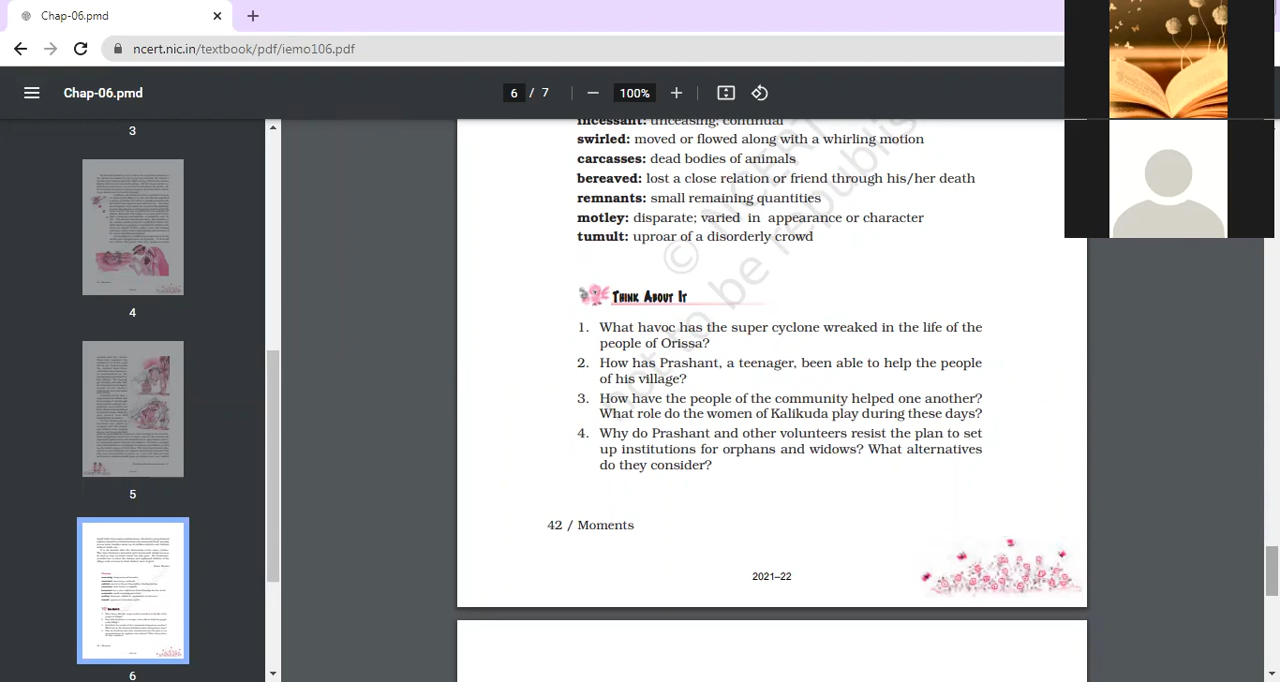 Chap-06.pmd
ncert.nic.in/textbook/pdf/iemo106.pdf
Chap-06.pmd
6 / 7
100%
3
4
5
6
incessant: unceasing; continual
swirled: moved or flowed along with a whirling motion
carcasses: dead bodies of animals
bereaved: lost a close relation or friend through his/her death
remnants: small remaining quantities
motley: disparate; varied in appearance or character
tumult: uproar of a disorderly crowd
THINK ABOUT IT
1. What havoc has the super cyclone wreaked in the life of the
people of Orissa?
2. How has Prashant, a teenager, been able to help the people
of his village?
3. How have the people of the community helped one another?
What role do the women of Kalikuda play during these days?
4. Why do Prashant and other volunteers resist the plan to set
up institutions for orphans and widows? What alternatives
do they consider?
42 / Moments
2021–22